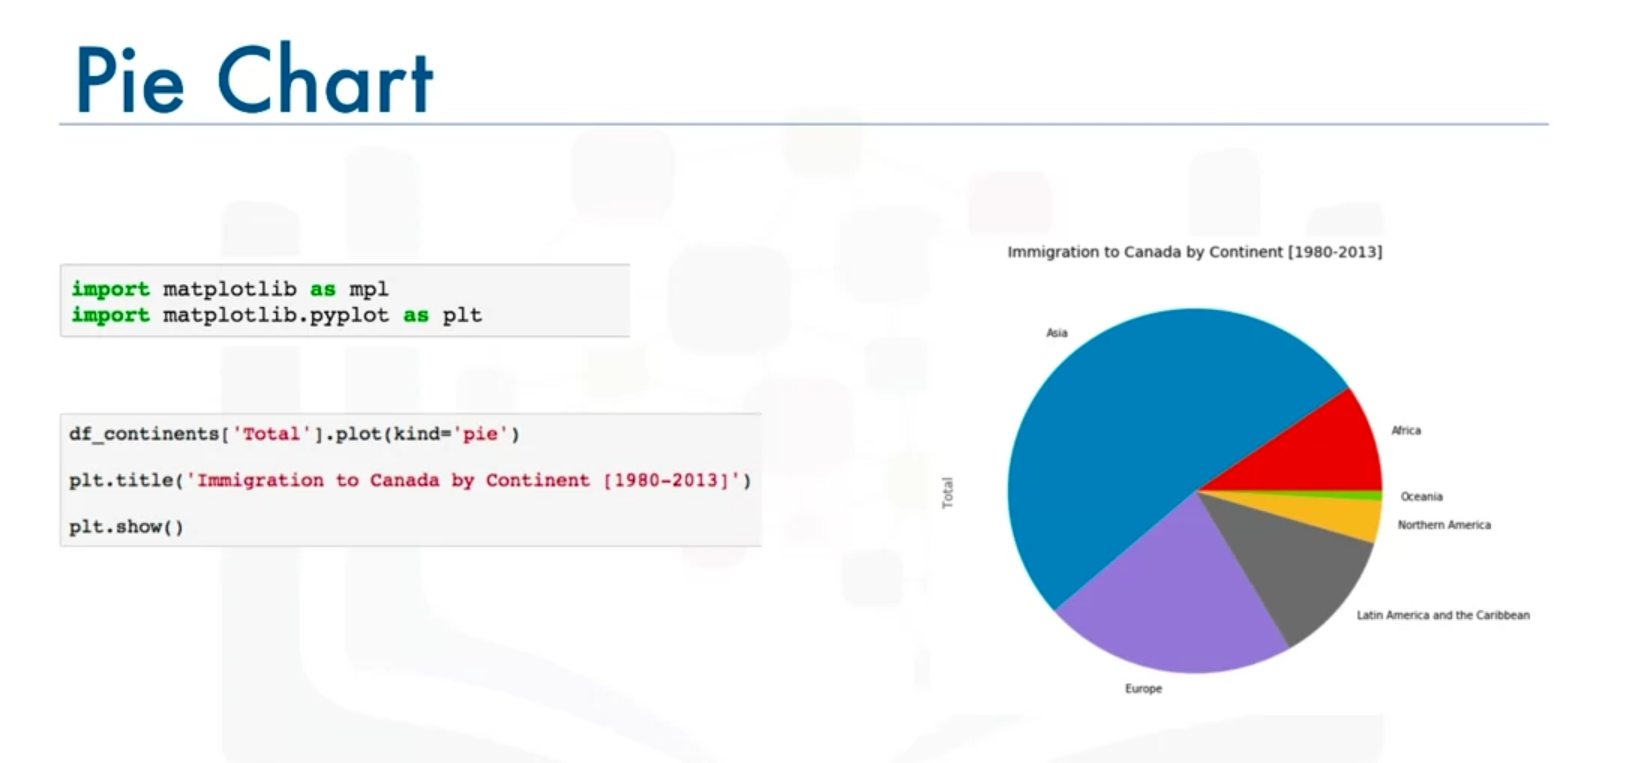 Pie Chart
import matplotlib as mpl
import matplotlib.pyplot as plt
df_continents['Total'].plot(kind='pie')
plt.title('Immigration to Canada by Continent [1980-2013]')
plt.show()
Immigration to Canada by Continent [1980-2013]
Asia
Africa
Total
Oceania
Northern America
Latin America and the Caribbean
Europe